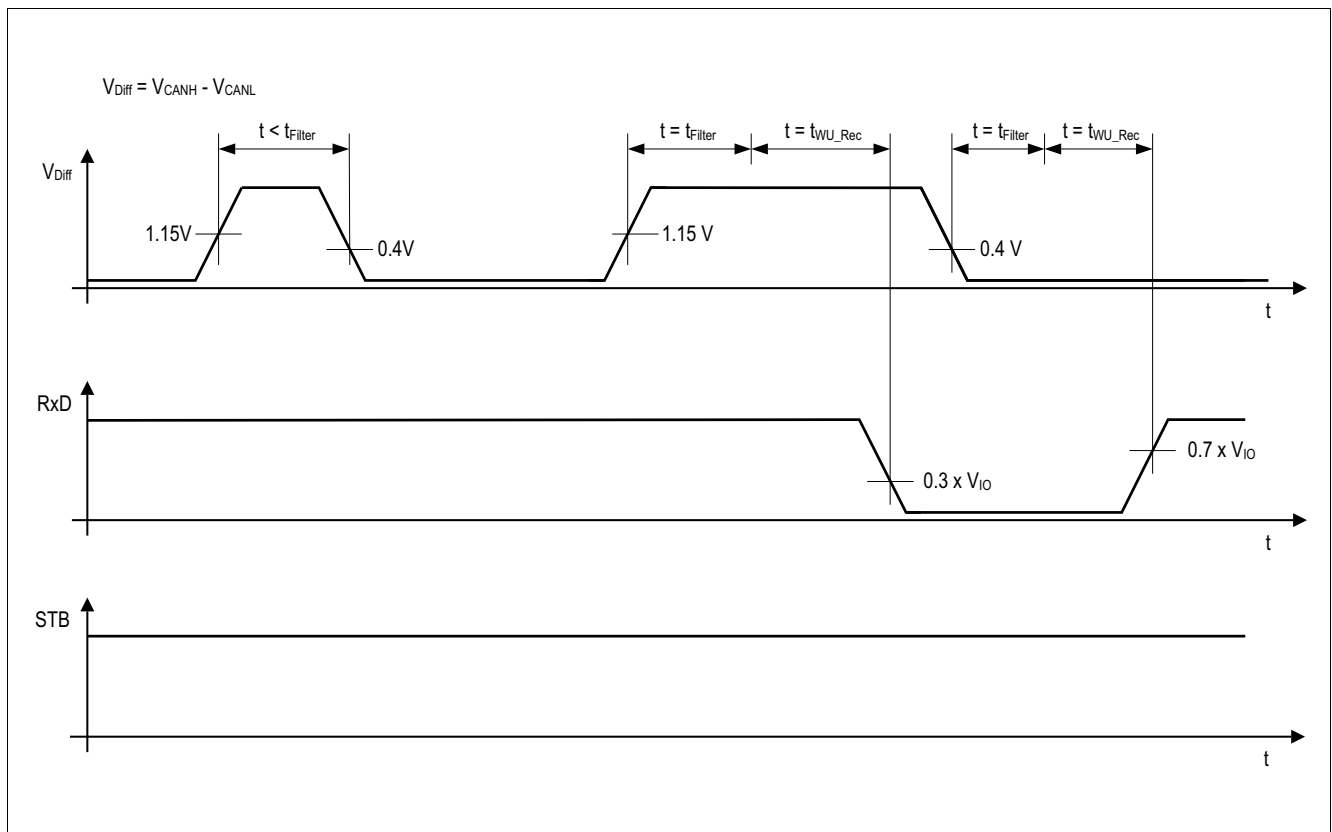 V_Diff = V_CANH - V_CANL
t < t_Filter
t = t_Filter
t = t_WU_Rec
t = t_Filter
t = t_WU_Rec
V_Diff
1.15V
0.4V
1.15 V
0.4 V
t
RxD
0.3 x V_IO
0.7 x V_IO
t
STB
t